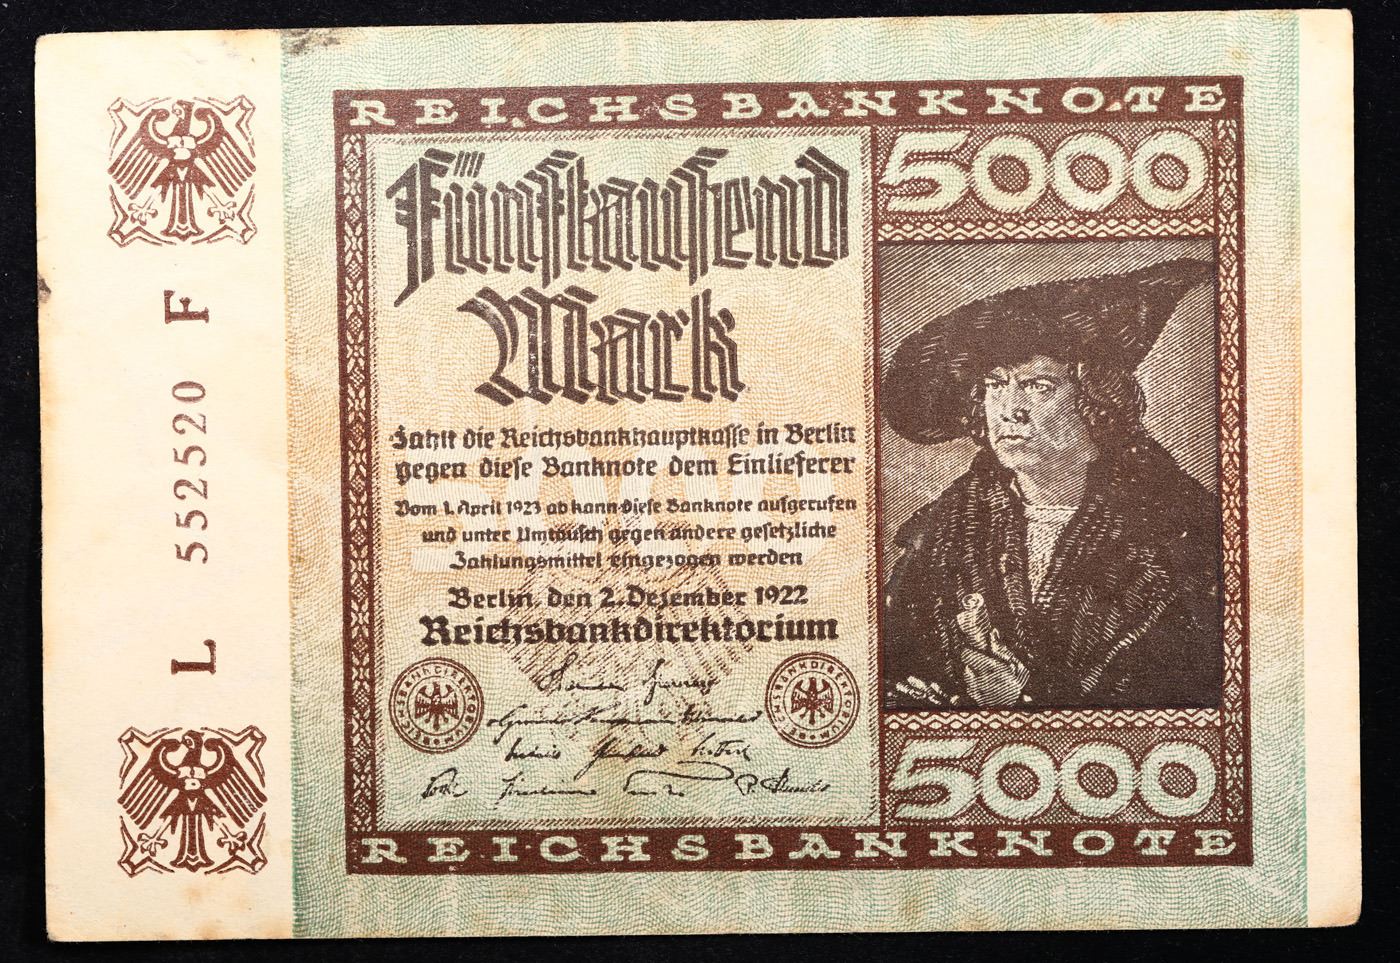 REICHSBANKNOTE
5000
Fünftausend
Mark
Zahlt die Reichsbankhauptkasse in Berlin
gegen diese Banknote dem Einlieferer
Vom 1. April 1923 ab kann diese Banknote aufgerufen
und unter Umtausch gegen andere gesetzliche
Zahlungsmittel eingezogen werden
Berlin, den 2. Dezember 1922
Reichsbankdirektorium
REICHSBANKDIREKTORIUM
REICHSBANKDIREKTORIUM
5000
REICHSBANKNOTE
L 552520 F